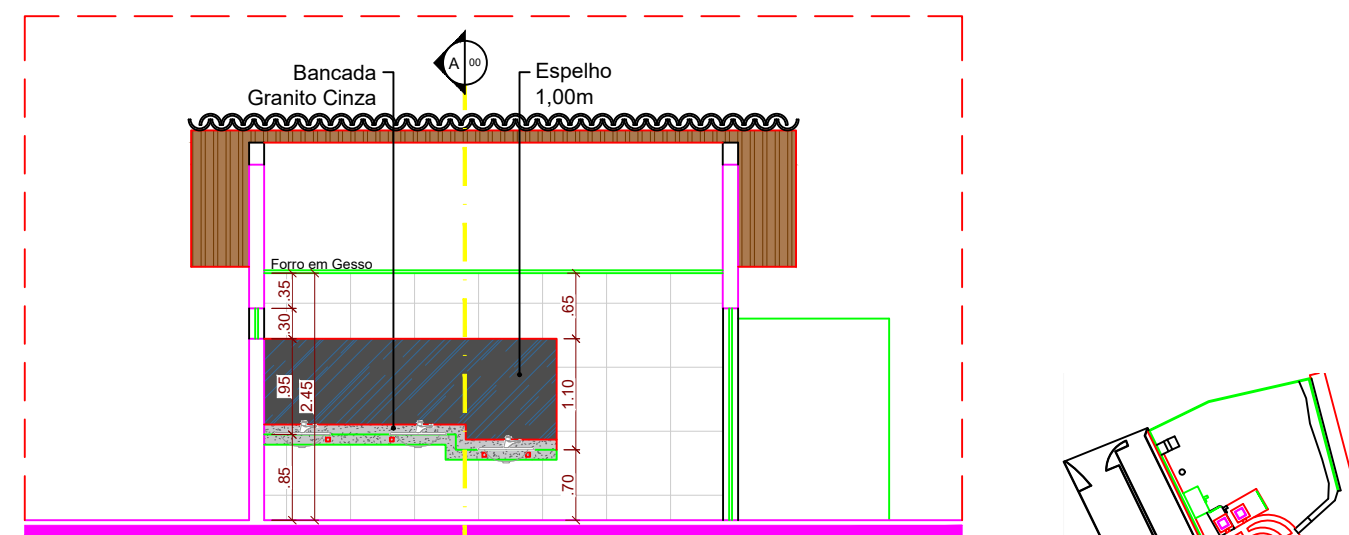 A 00
Bancada
Granito Cinza
Espelho
1,00m
Forro em Gesso
.35
.30
.95
2.45
.85
.65
1.10
.70